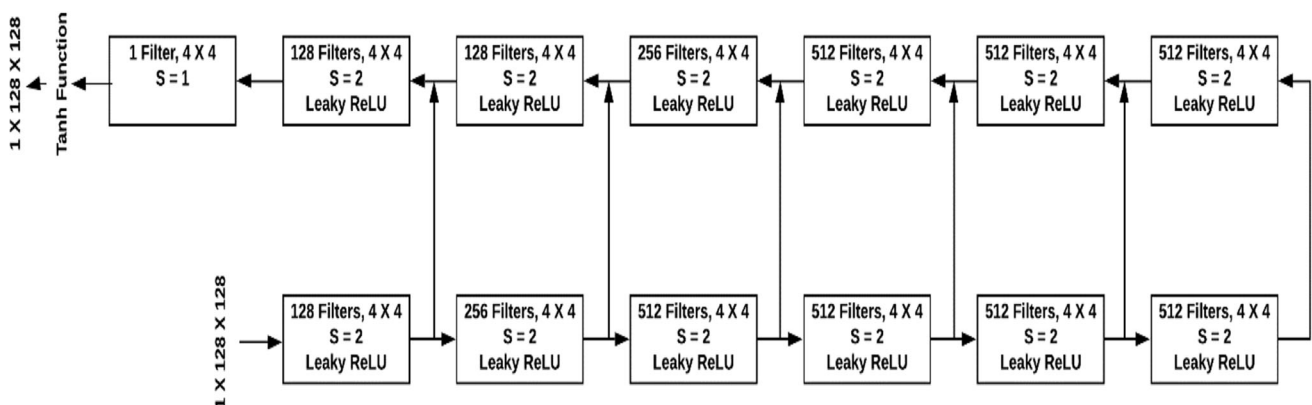 1 X 128 X 128
Tanh Function
1 Filter, 4 X 4
S = 1
128 Filters, 4 X 4
S = 2
Leaky ReLU
128 Filters, 4 X 4
S = 2
Leaky ReLU
256 Filters, 4 X 4
S = 2
Leaky ReLU
512 Filters, 4 X 4
S = 2
Leaky ReLU
512 Filters, 4 X 4
S = 2
Leaky ReLU
512 Filters, 4 X 4
S = 2
Leaky ReLU
1 X 128 X 128
128 Filters, 4 X 4
S = 2
Leaky ReLU
256 Filters, 4 X 4
S = 2
Leaky ReLU
512 Filters, 4 X 4
S = 2
Leaky ReLU
512 Filters, 4 X 4
S = 2
Leaky ReLU
512 Filters, 4 X 4
S = 2
Leaky ReLU
512 Filters, 4 X 4
S = 2
Leaky ReLU